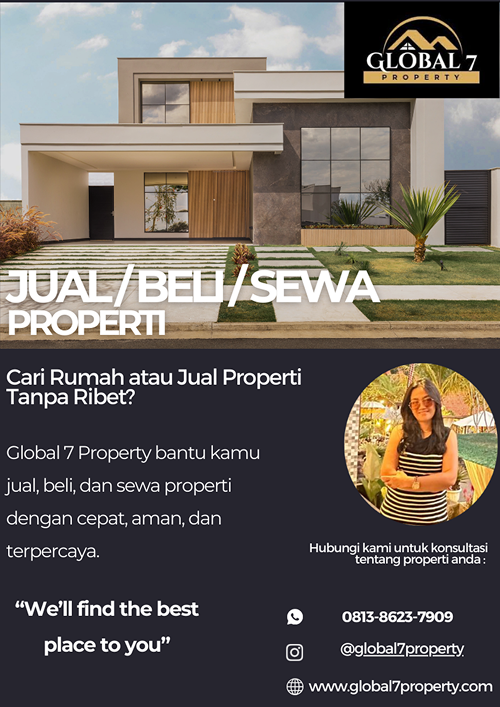 GLOBAL 7
PROPERTY
JUAL / BELI / SEWA
PROPERTI
Cari Rumah atau Jual Properti
Tanpa Ribet?
Global 7 Property bantu kamu
jual, beli, dan sewa properti
dengan cepat, aman, dan
terpercaya.
“We’ll find the best
place to you”
Hubungi kami untuk konsultasi
tentang properti anda :
0813-8623-7909
@global7property
www.global7property.com